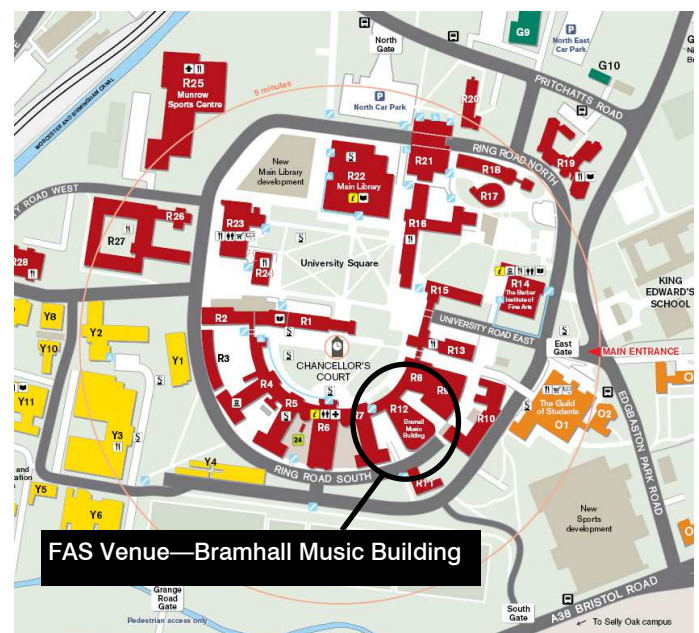 G9
North East
Car Park
North
Gate
P
G10
R25
Munrow
Sports Centre
WORCESTER AND BIRMINGHAM CANAL
5 minutes
P
North Car Park
R20
PRITCHATTS ROAD
RING ROAD NORTH
R19
New
Main Library
development
R22
Main Library
R21
R18
R17
R26
R27
R28
R23
R24
R16
University Square
R15
R14
The Barber
Institute of
Fine Arts
KING
EDWARD'S
SCHOOL
UNIVERSITY ROAD EAST
East
Gate
MAIN ENTRANCE
Y8
Y10
Y2
Y1
Y11
Y3
R2
R1
R3
CHANCELLOR'S
COURT
R13
R4
R5
R6
R7
R8
R9
R12
Bramall
Music
Building
R10
The Guild
of Students
O1
O2
EDGBASTON PARK ROAD
24
Y4
RING ROAD SOUTH
R11
Y5
Y6
New
Sports
development
FAS Venue—Bramhall Music Building
Grange
Road
Gate
Pedestrian access only
South
Gate
A38 BRISTOL ROAD
To Selly Oak campus